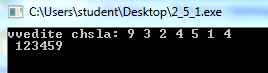 C:\Users\student\Desktop\2_5_1.exe
vvedite chsla: 9 3 2 4 5 1 4
123459